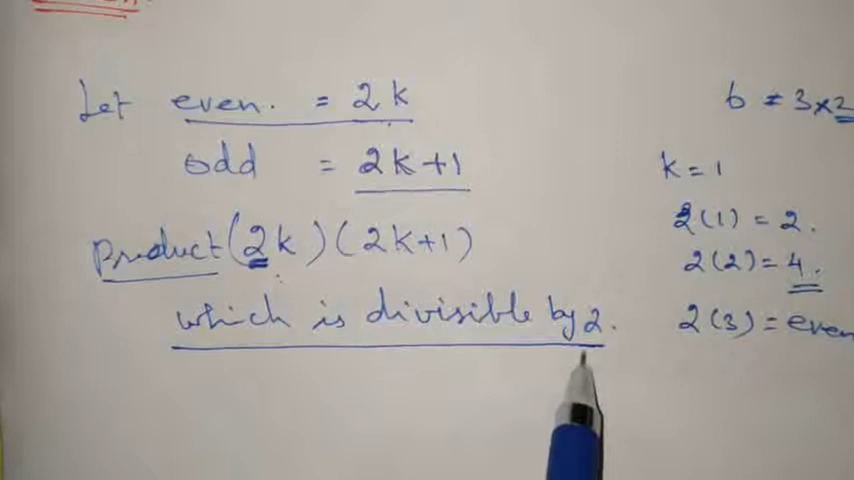 Let even. = 2k
odd = 2k+1
Product (2k)(2k+1)
which is divisible by 2.
6 = 3×2
k = 1
2(1) = 2.
2(2) = 4.
2(3) = even